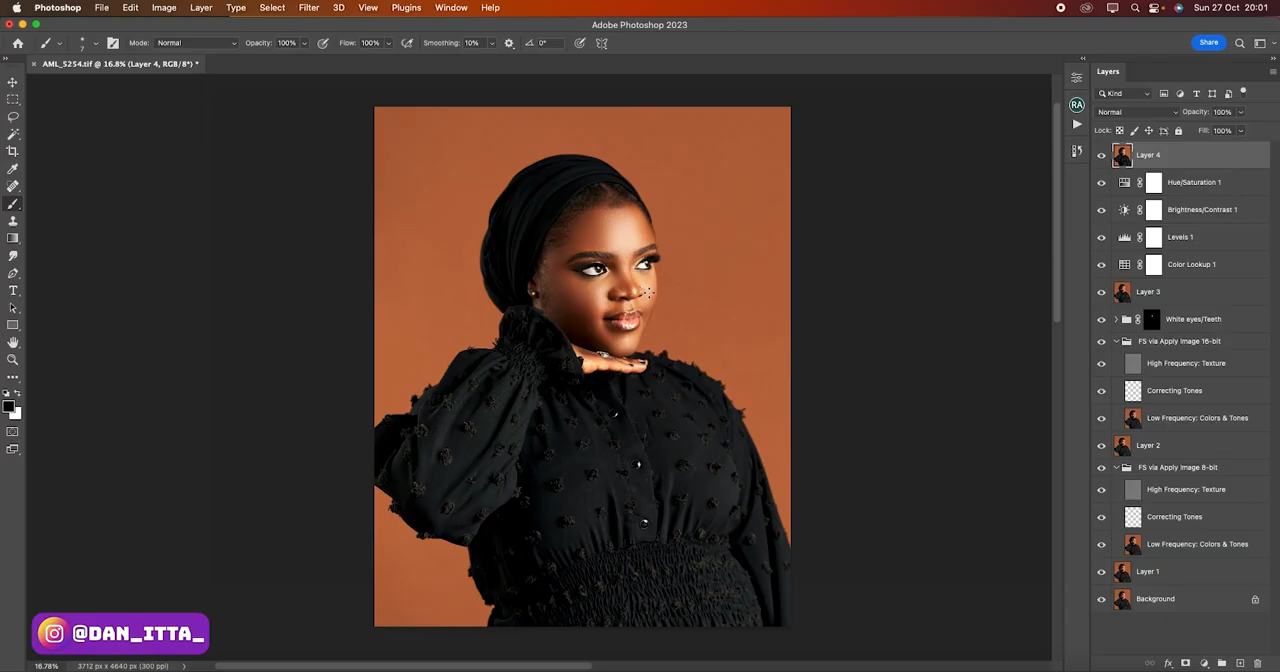 Photoshop File Edit Image Layer Type Select Filter 3D View Plugins Window Help Sun 27 Oct 20:01
Adobe Photoshop 2023
7 Mode: Normal Opacity: 100% Flow: 100% Smoothing: 10% 0° Share
× AML_5254.tif @ 16.8% (Layer 4, RGB/8*) *
Layers
Kind
Normal Opacity: 100%
Lock: Fill: 100%
RA
Layer 4
Hue/Saturation 1
Brightness/Contrast 1
Levels 1
Color Lookup 1
Layer 3
White eyes/Teeth
FS via Apply Image 16-bit
High Frequency: Texture
Correcting Tones
Low Frequency: Colors & Tones
Layer 2
FS via Apply Image 8-bit
High Frequency: Texture
Correcting Tones
Low Frequency: Colors & Tones
Layer 1
Background
@DAN_ITTA_
16.78% 3712 px x 4640 px (300 ppi)